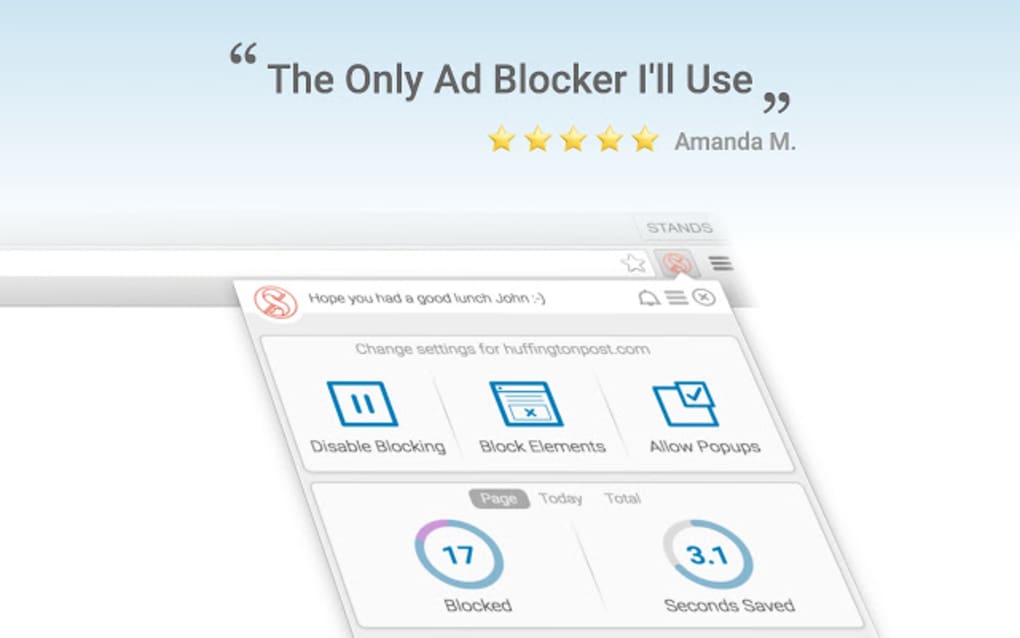 “ The Only Ad Blocker I'll Use ”
Amanda M.
STANDS
Hope you had a good lunch John :-)
Change settings for huffingtonpost.com
Disable Blocking Block Elements Allow Popups
Page Today Total
17 3.1
Blocked Seconds Saved